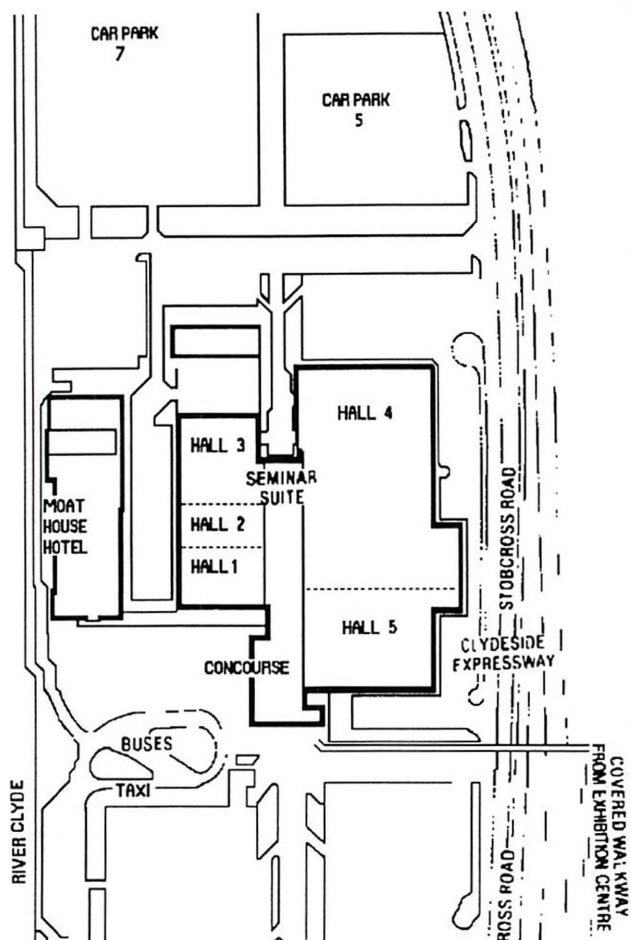 CAR PARK
7
CAR PARK
5
HALL 4
HALL 3
SEMINAR
SUITE
MOAT
HOUSE
HOTEL
HALL 2
HALL 1
STOBCROSS ROAD
HALL 5
CLYDESIDE
EXPRESSWAY
CONCOURSE
BUSES
TAXI
RIVER CLYDE
COVERED WALKWAY
FROM EXHIBITION CENTRE
ROSS ROAD